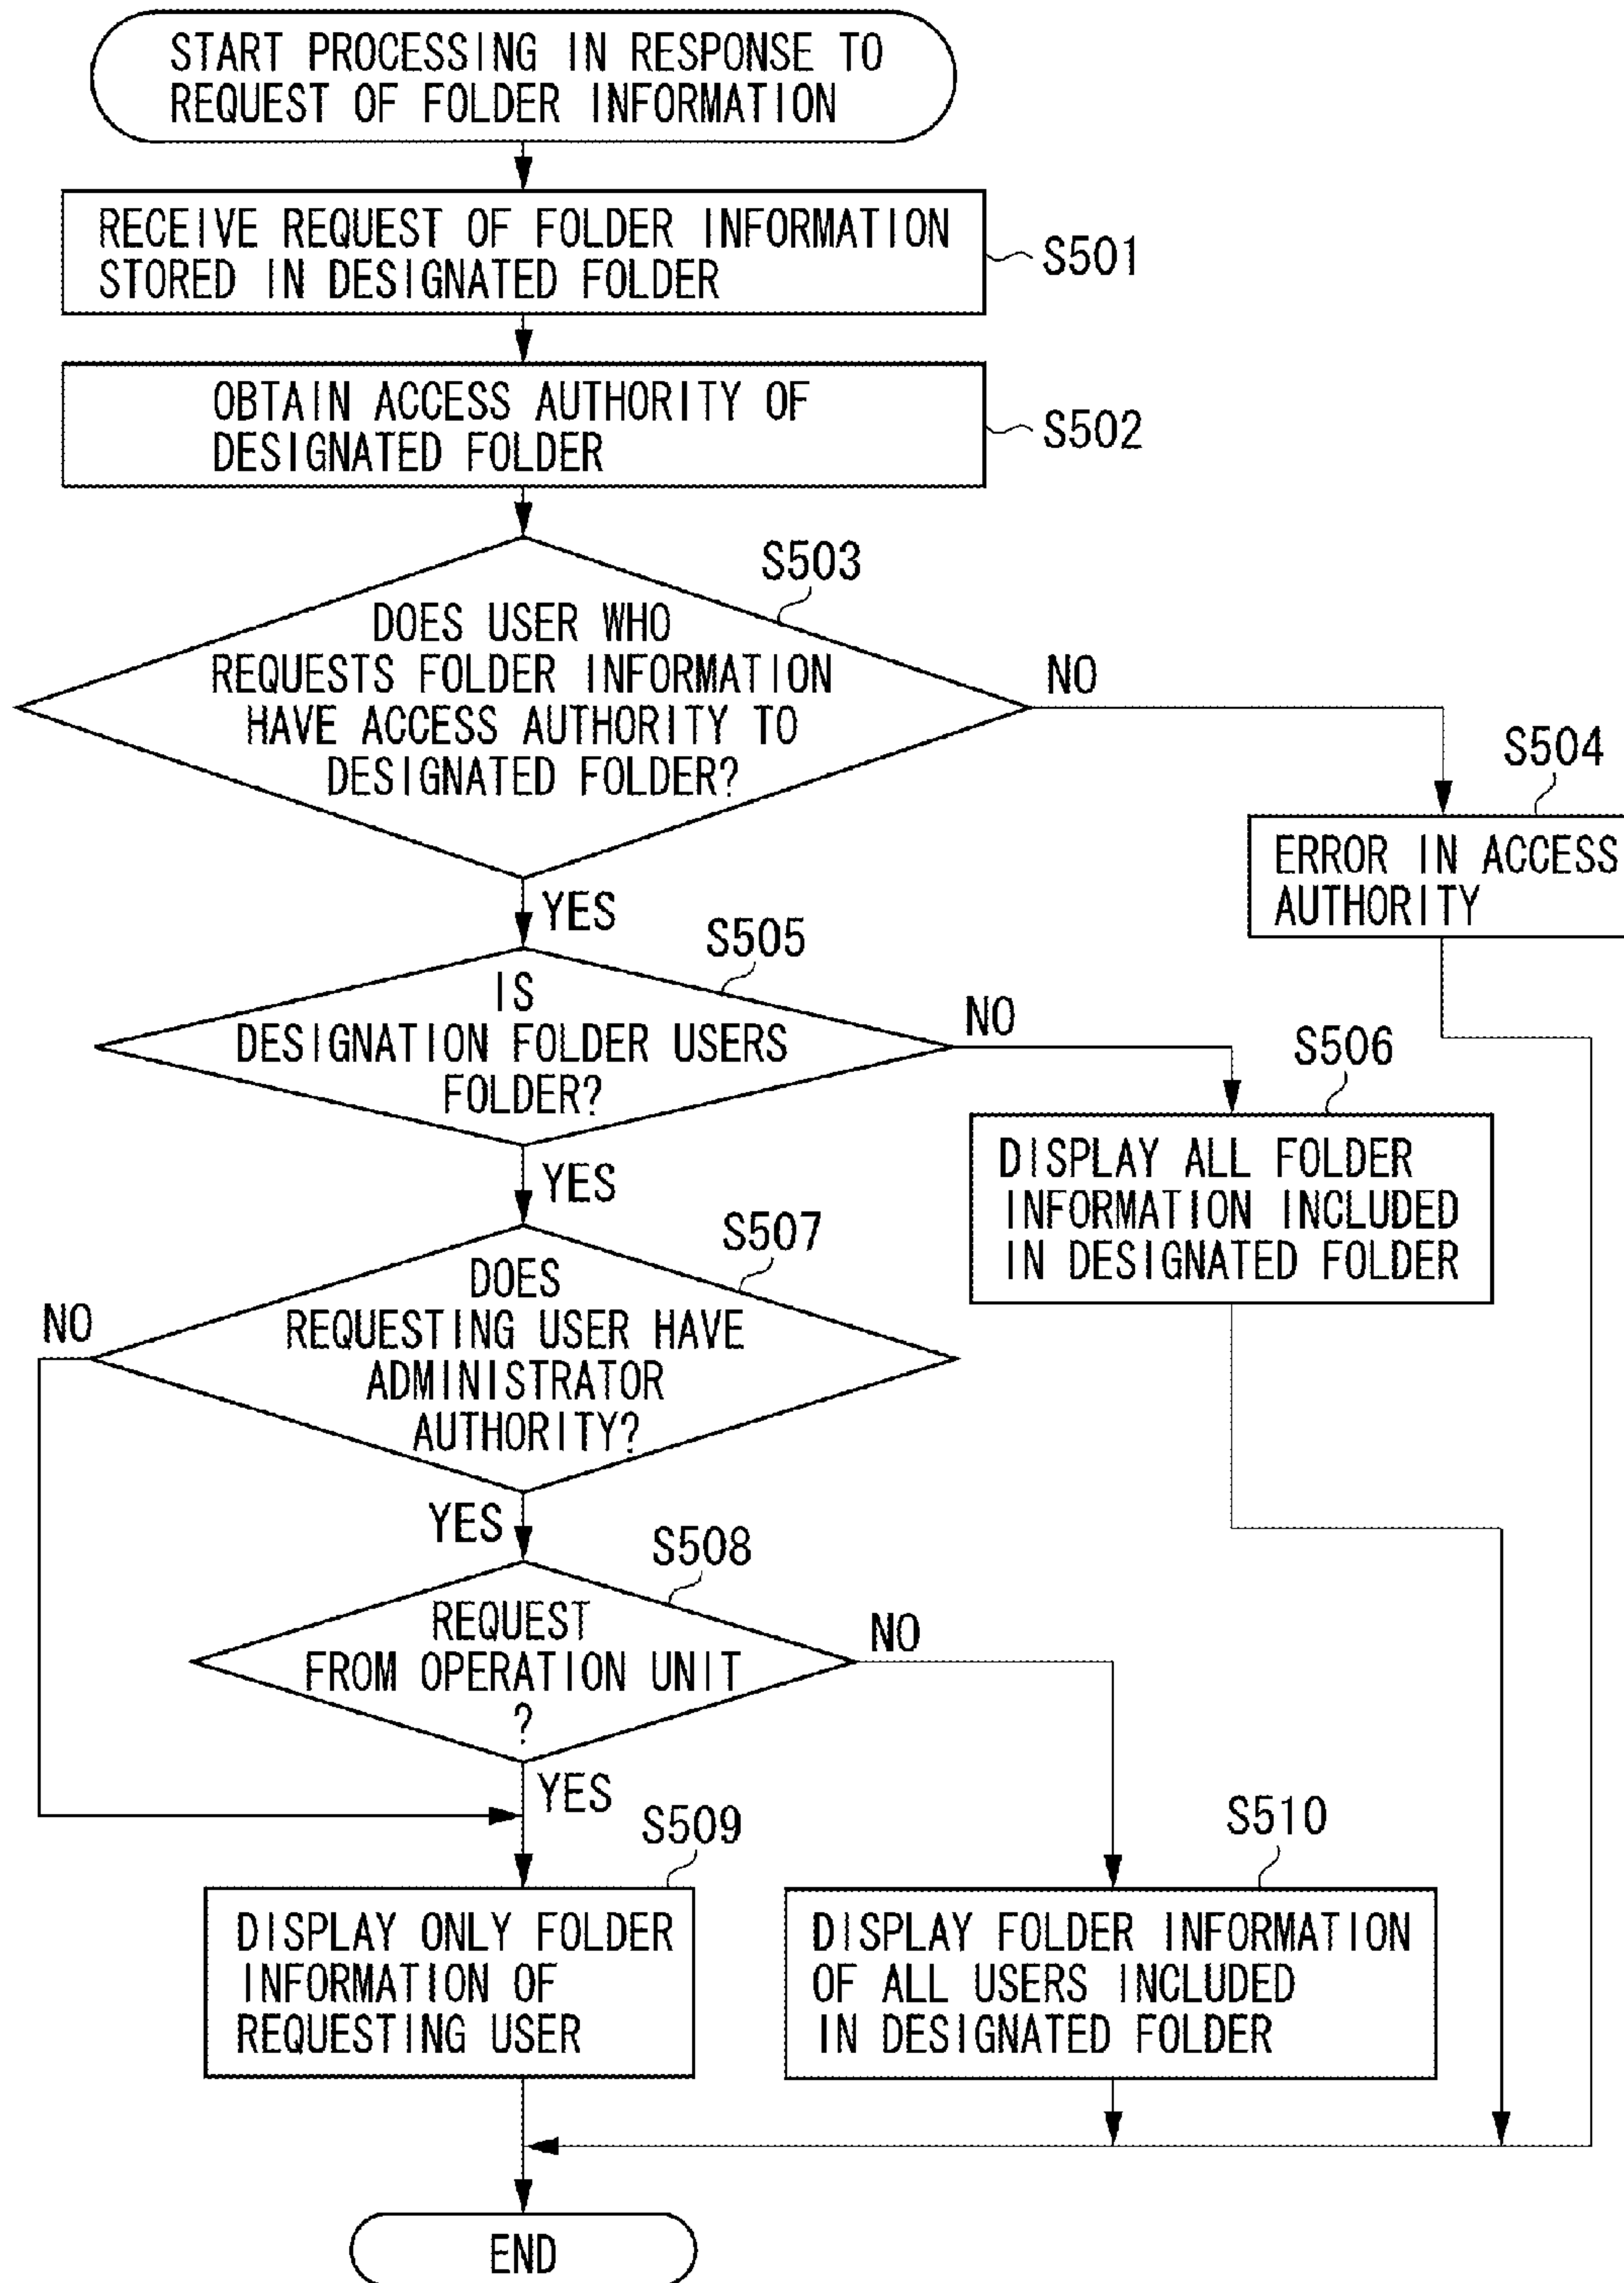 START PROCESSING IN RESPONSE TO
REQUEST OF FOLDER INFORMATION
RECEIVE REQUEST OF FOLDER INFORMATION
STORED IN DESIGNATED FOLDER
S501
OBTAIN ACCESS AUTHORITY OF
DESIGNATED FOLDER
S502
S503
DOES USER WHO
REQUESTS FOLDER INFORMATION
HAVE ACCESS AUTHORITY TO
DESIGNATED FOLDER?
NO
S504
ERROR IN ACCESS
AUTHORITY
YES
S505
IS
DESIGNATION FOLDER USERS
FOLDER?
NO
S506
DISPLAY ALL FOLDER
INFORMATION INCLUDED
IN DESIGNATED FOLDER
YES
S507
DOES
REQUESTING USER HAVE
ADMINISTRATOR
AUTHORITY?
NO
YES
S508
REQUEST
FROM OPERATION UNIT
?
NO
YES
S509
DISPLAY ONLY FOLDER
INFORMATION OF
REQUESTING USER
S510
DISPLAY FOLDER INFORMATION
OF ALL USERS INCLUDED
IN DESIGNATED FOLDER
END